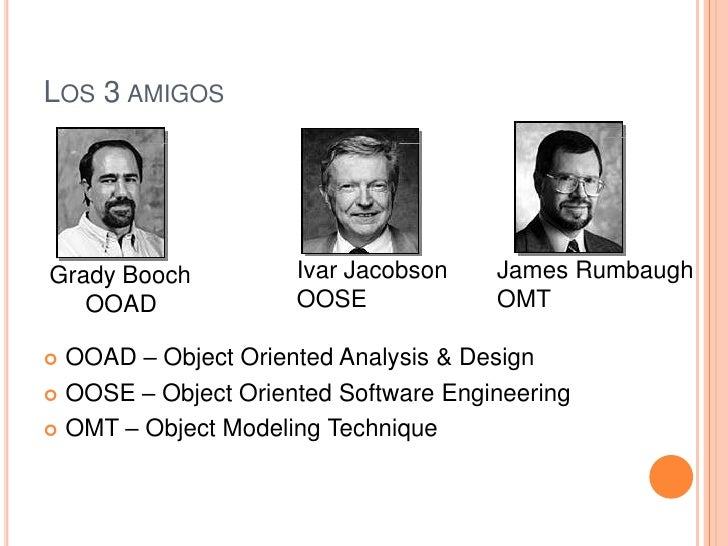 LOS 3 AMIGOS
Grady Booch
OOAD
Ivar Jacobson
OOSE
James Rumbaugh
OMT
OOAD – Object Oriented Analysis & Design
OOSE – Object Oriented Software Engineering
OMT – Object Modeling Technique